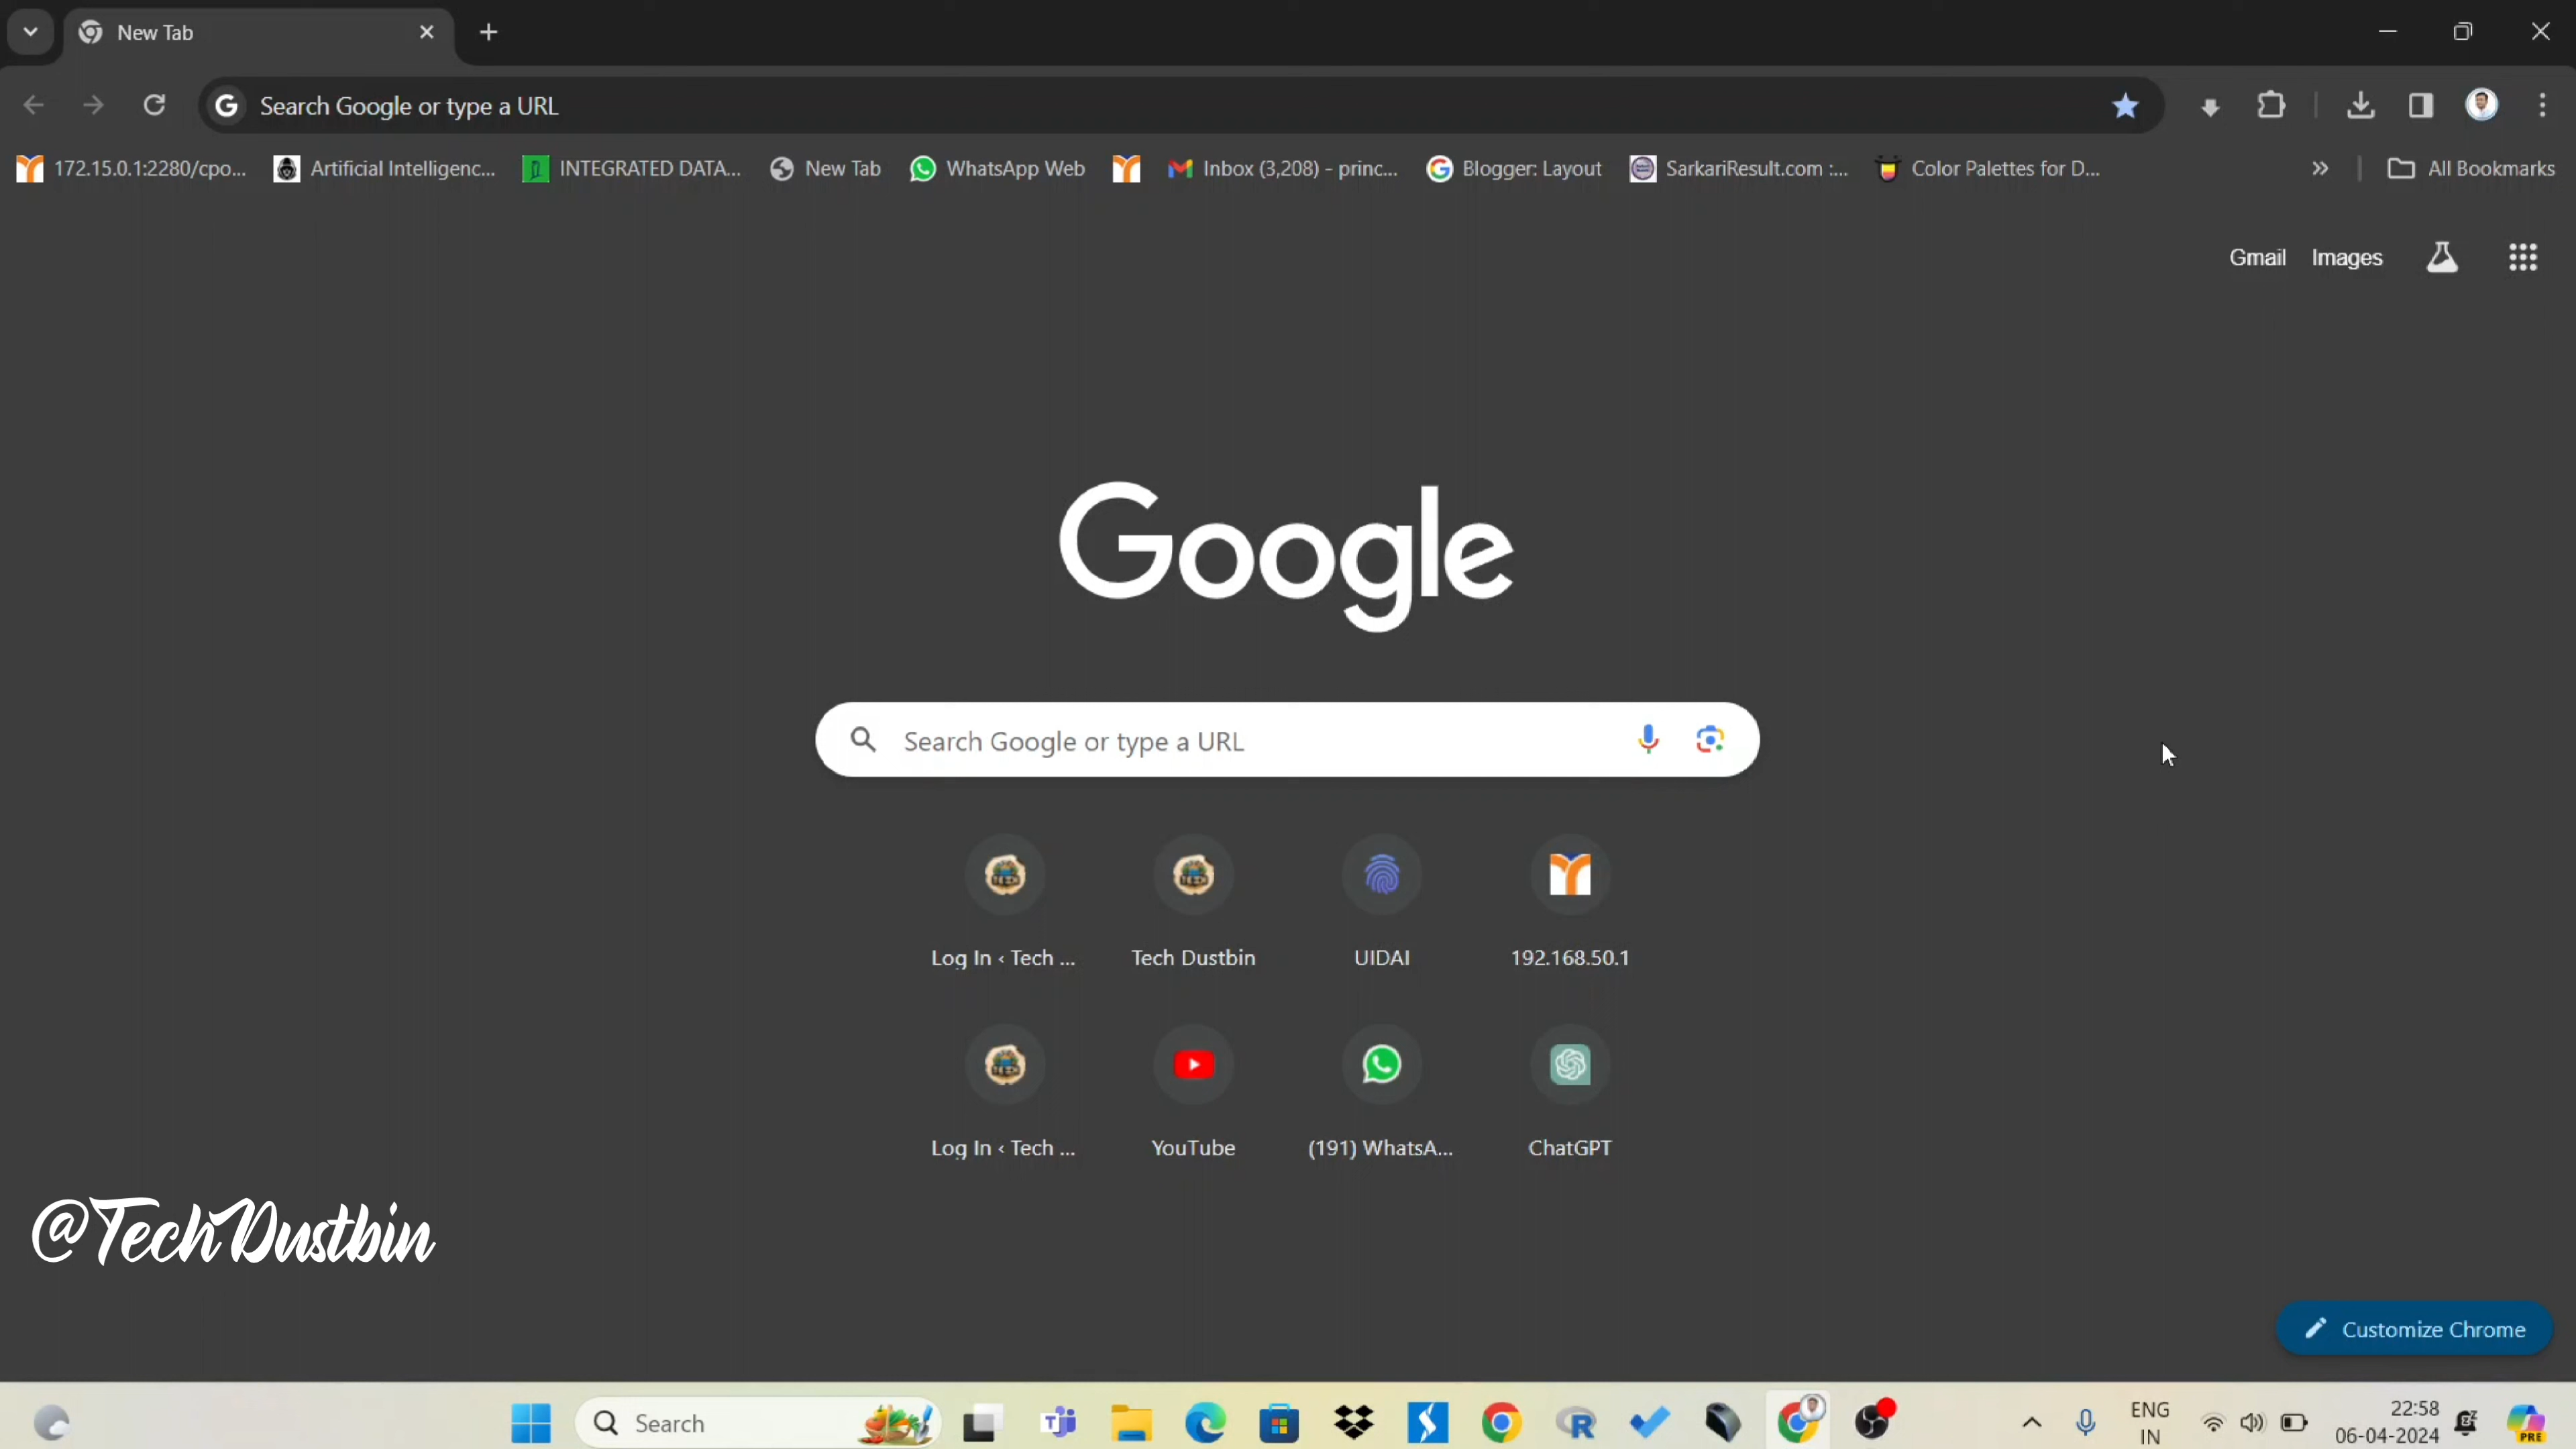 New Tab
Search Google or type a URL
172.15.0.1:2280/cpo... Artificial Intelligenc... INTEGRATED DATA... New Tab WhatsApp Web Inbox (3,208) - princ... Blogger: Layout SarkariResult.com :... Color Palettes for D... » All Bookmarks
Gmail Images
Google
Search Google or type a URL
Log In ‹ Tech ... Tech Dustbin UIDAI 192.168.50.1
Log In ‹ Tech ... YouTube (191) WhatsA... ChatGPT
@TechDustbin
Customize Chrome
Search
ENG 22:58
IN 06-04-2024 PRE